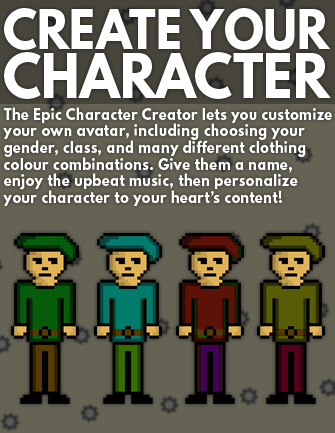 CREATE YOUR
CHARACTER
The Epic Character Creator lets you customize
your own avatar, including choosing your
gender, class, and many different clothing
colour combinations. Give them a name,
enjoy the upbeat music, then personalize
your character to your heart's content!